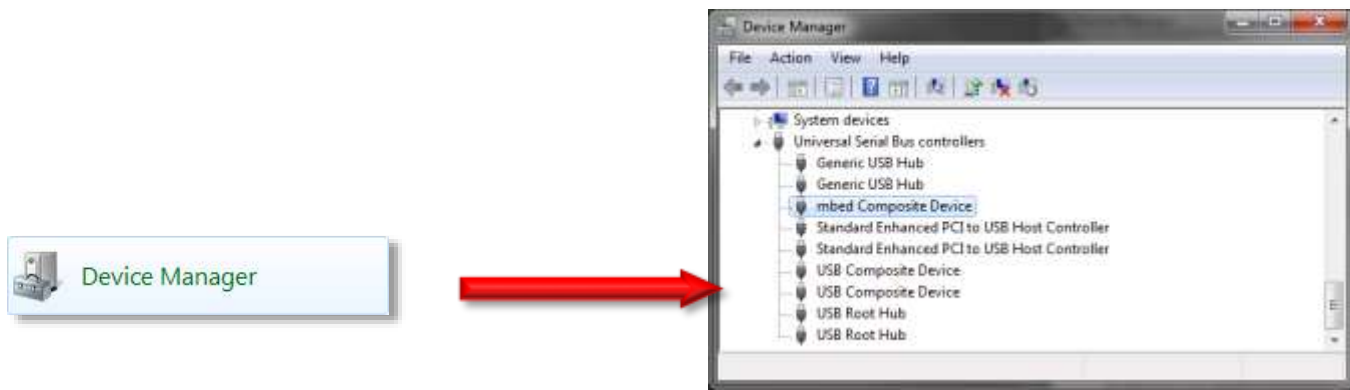 Device Manager
Device Manager
File Action View Help
System devices
Universal Serial Bus controllers
Generic USB Hub
Generic USB Hub
mbed Composite Device
Standard Enhanced PCI to USB Host Controller
Standard Enhanced PCI to USB Host Controller
USB Composite Device
USB Composite Device
USB Root Hub
USB Root Hub